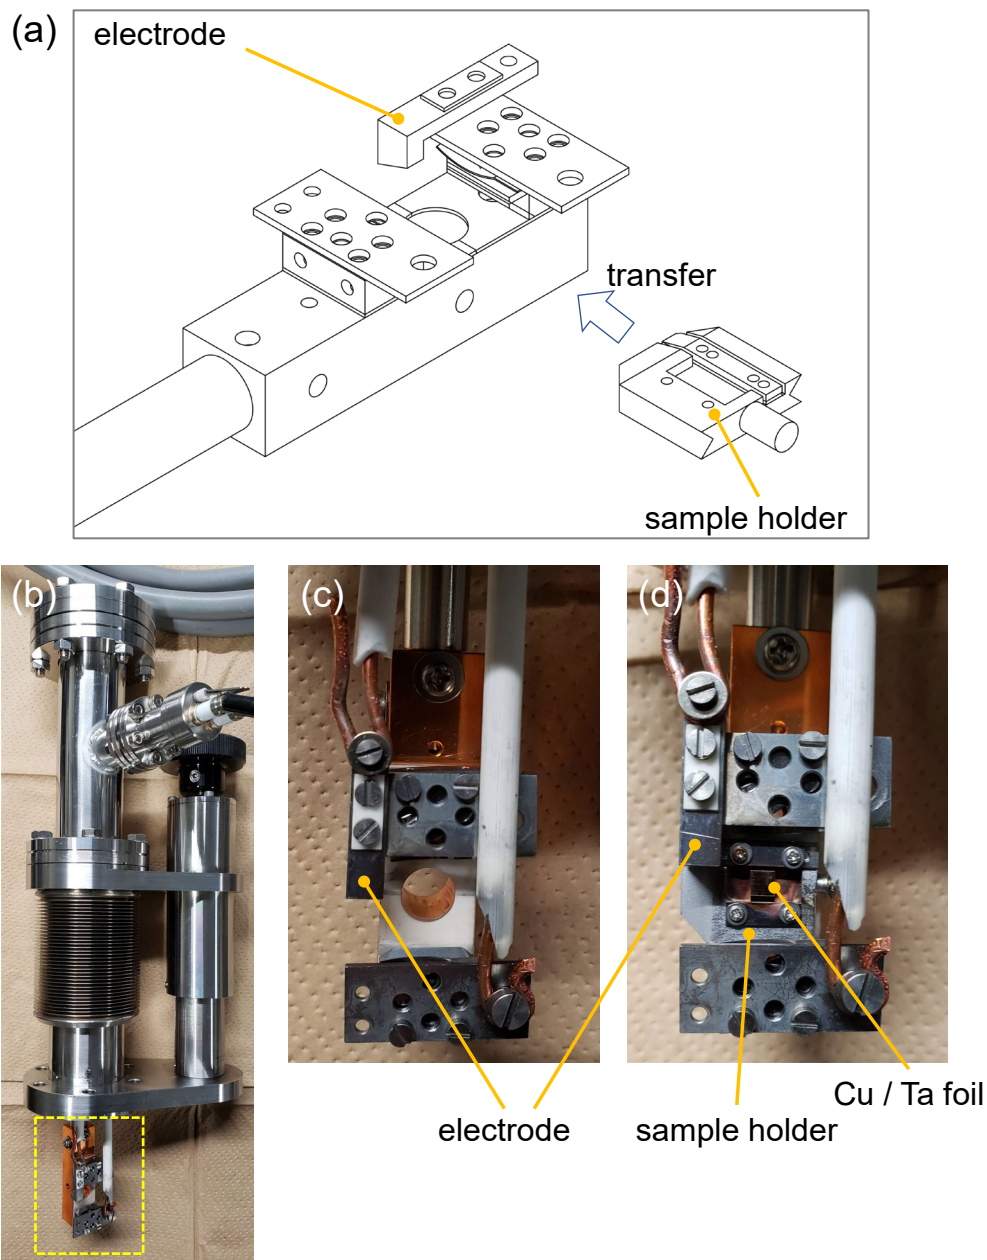 (a)
electrode
transfer
sample holder
(b)
(c)
(d)
Cu / Ta foil
electrode
sample holder